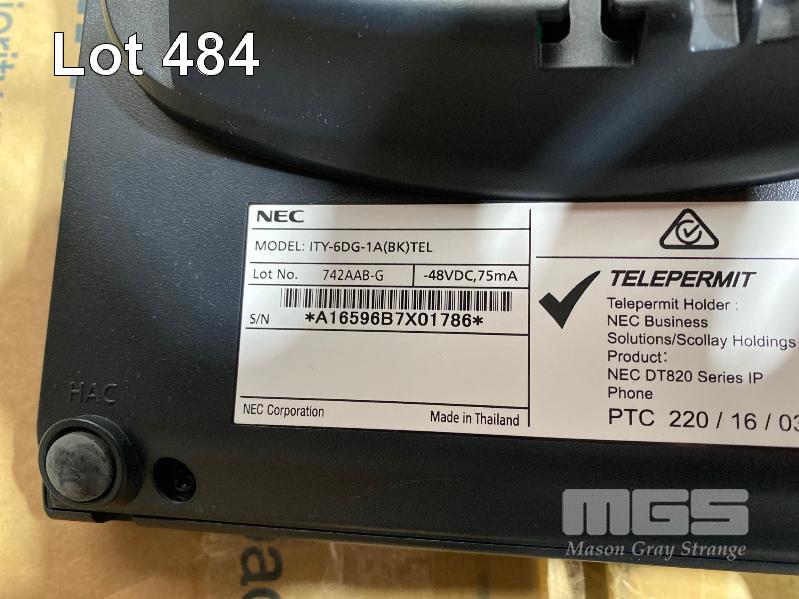 Lot 484
NEC
MODEL: ITY-6DG-1A(BK)TEL
Lot No. 742AAB-G -48VDC,75mA
S/N *A16596B7X01786*
NEC Corporation Made in Thailand
TELEPERMIT
Telepermit Holder :
NEC Business
Solutions/Scollay Holdings
Product:
NEC DT820 Series IP
Phone
PTC 220 / 16 / 03
HAC
MGS
Mason Gray Strange